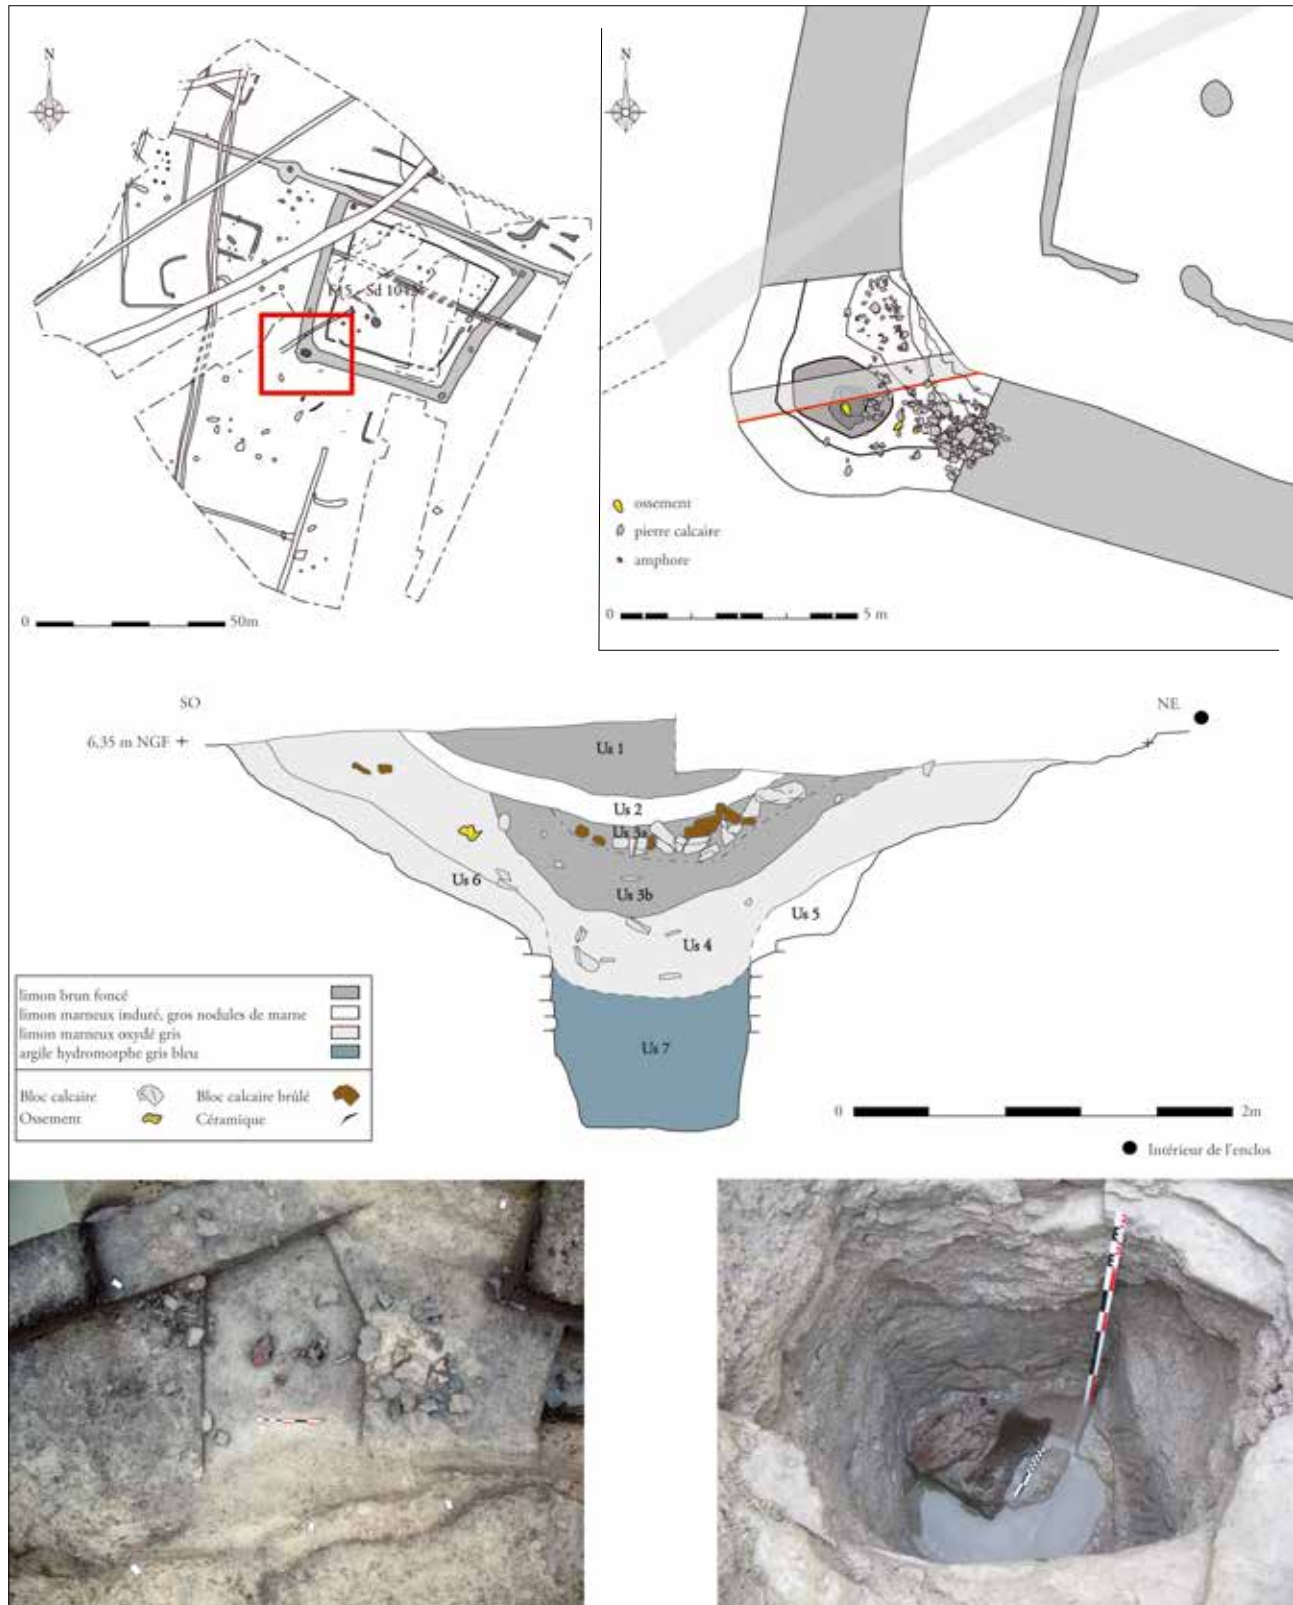 N
N
0
50m
ossement
pierre calcaire
amphore
0
5 m
SO
NE
6,35 m NGF
Us 1
Us 2
Us 3a
Us 6
Us 3b
Us 5
Us 4
Us 7
limon brun foncé
limon marneux induré, gros nodules de marne
limon marneux oxydé gris
argile hydromorphe gris bleu
Bloc calcaire
Bloc calcaire brûlé
Ossement
Céramique
0
2m
Intérieur de l'enclos